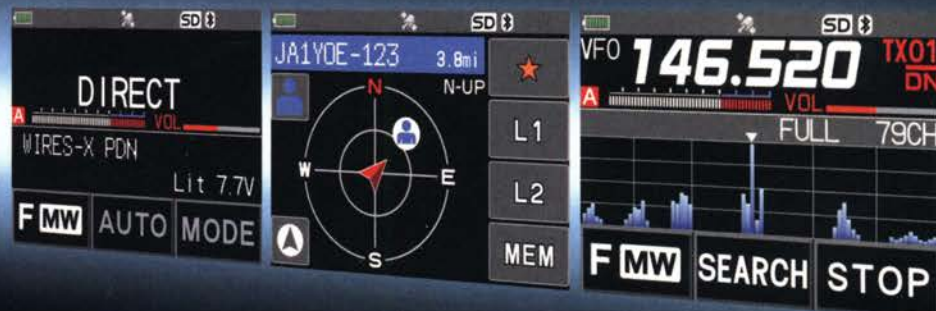 SD
DIRECT
A
VOL
WIRES-X PDN
Lit 7.7V
F MW AUTO MODE
SD
JA1YOE-123 3.8mi
N
N-UP
L1
W
E
L2
S
MEM
SD
VFO 146.520 TX01
DN
A
VOL
FULL 79CH
F MW SEARCH STOP